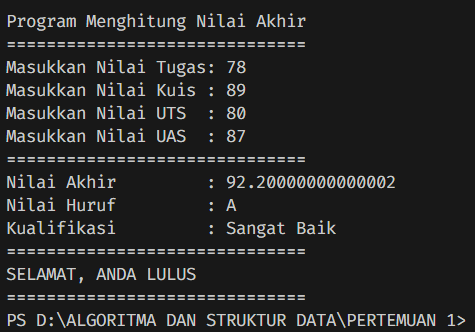 Program Menghitung Nilai Akhir
==============================
Masukkan Nilai Tugas: 78
Masukkan Nilai Kuis : 89
Masukkan Nilai UTS  : 80
Masukkan Nilai UAS  : 87
==============================
Nilai Akhir         : 92.20000000000002
Nilai Huruf         : A
Kualifikasi         : Sangat Baik
==============================
SELAMAT, ANDA LULUS
==============================
PS D:\ALGORITMA DAN STRUKTUR DATA\PERTEMUAN 1>